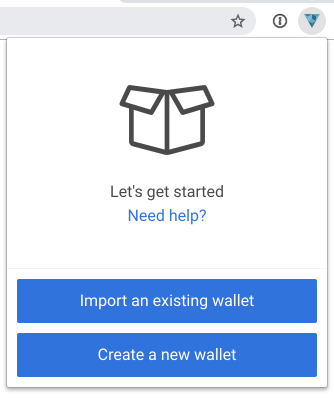 Let's get started
Need help?
Import an existing wallet
Create a new wallet